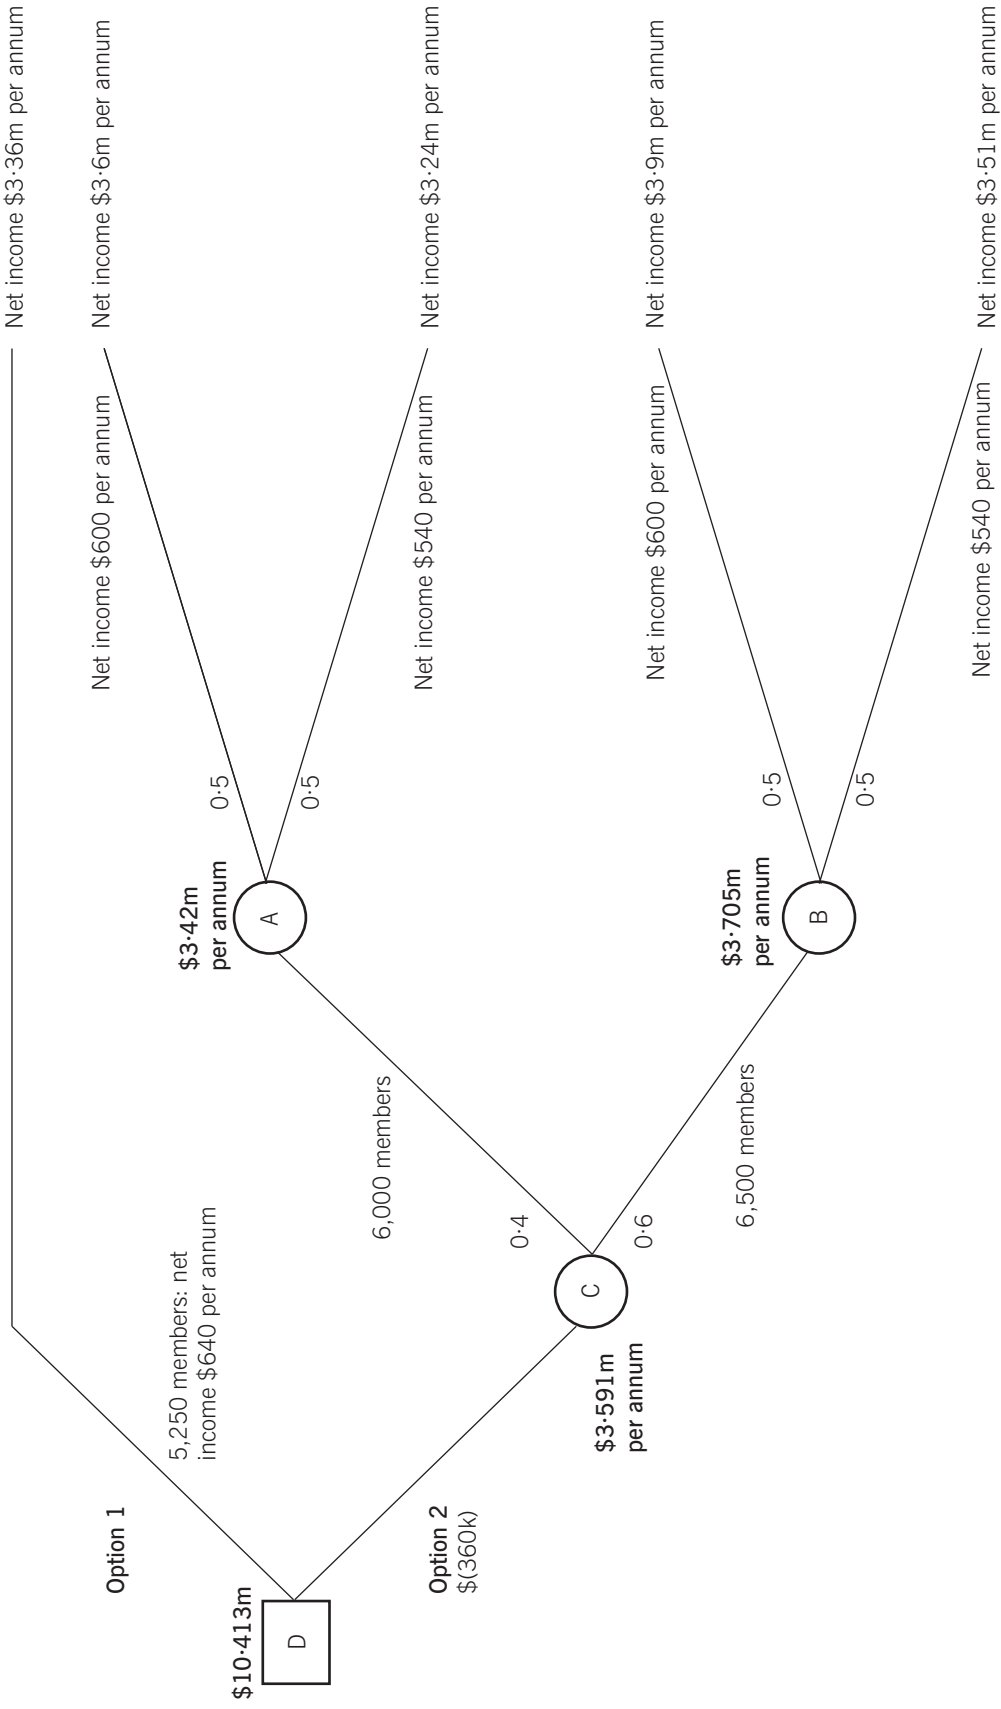 Net income $3·36m per annum
5,250 members: net
income $640 per annum
Option 1
$10·413m
D
Option 2
$(360k)
C
$3·591m
per annum
0·4
6,000 members
0·6
6,500 members
$3·42m
per annum
A
0·5
Net income $600 per annum
Net income $3·6m per annum
0·5
Net income $540 per annum
Net income $3·24m per annum
$3·705m
per annum
B
0·5
Net income $600 per annum
Net income $3·9m per annum
0·5
Net income $540 per annum
Net income $3·51m per annum